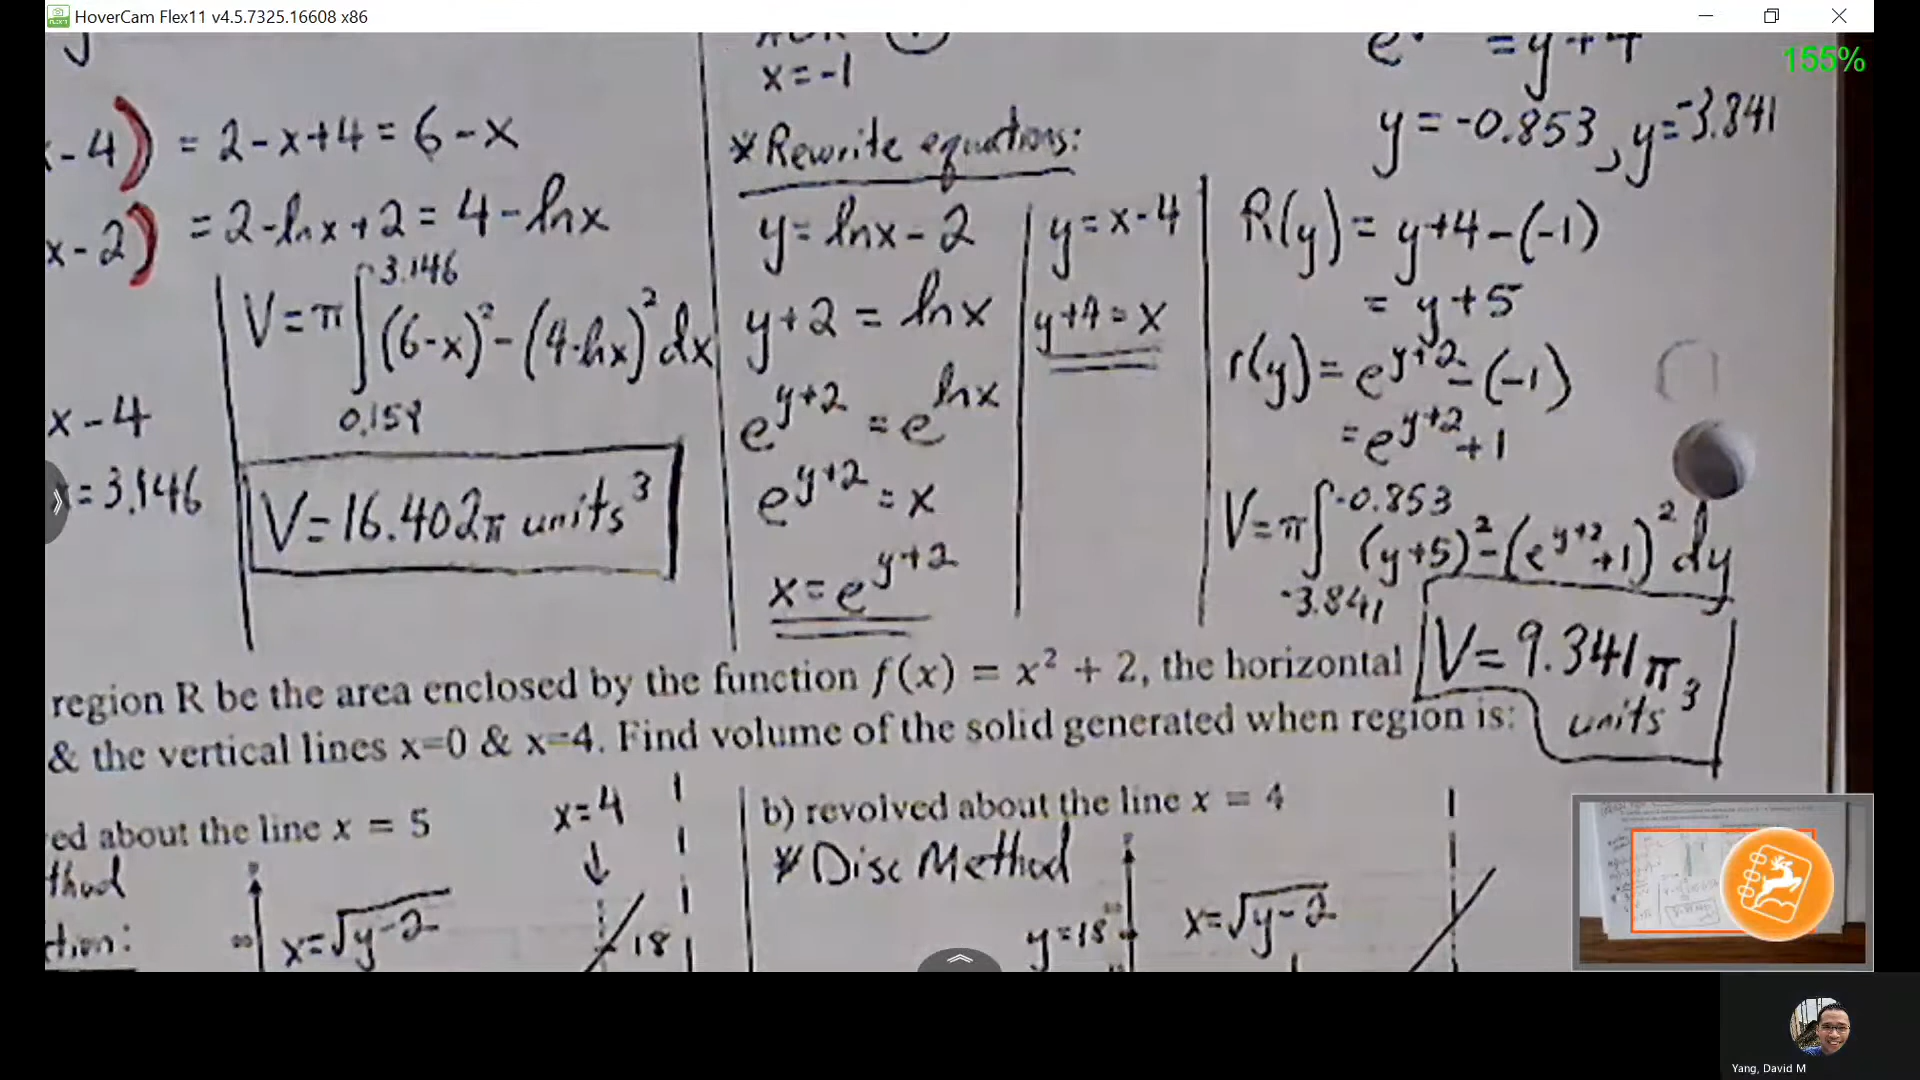 HoverCam Flex11 v4.5.7325.16608 x86
155%
-4) = 2-x+4 = 6-x
x-2) = 2-lnx+2 = 4-lnx
V=π∫(6-x)²-(4-lnx)²dx
3.146
0.159
x-4
x=3.146
V=16.402π units³
x=-1
*Rewrite equations:
y=lnx-2
y+2=lnx
e^(y+2)=e^(lnx)
e^(y+2)=x
x=e^(y+2)
y=x-4
y+4=x
=y+4
y=-0.853, y=-3.841
R(y)=y+4-(-1)
=y+5
r(y)=e^(y+2)-(-1)
=e^(y+2)+1
V=π∫(y+5)²-(e^(y+2)+1)²dy
-0.853
-3.841
V=9.341π
units³
region R be the area enclosed by the function f(x) = x² + 2, the horizontal
& the vertical lines x=0 & x=4. Find volume of the solid generated when region is:
ed about the line x = 5
thod
tion:
x=√(y-2)
x=4
18
b) revolved about the line x = 4
*Disc Method
y=18
x=√(y-2)
Yang, David M